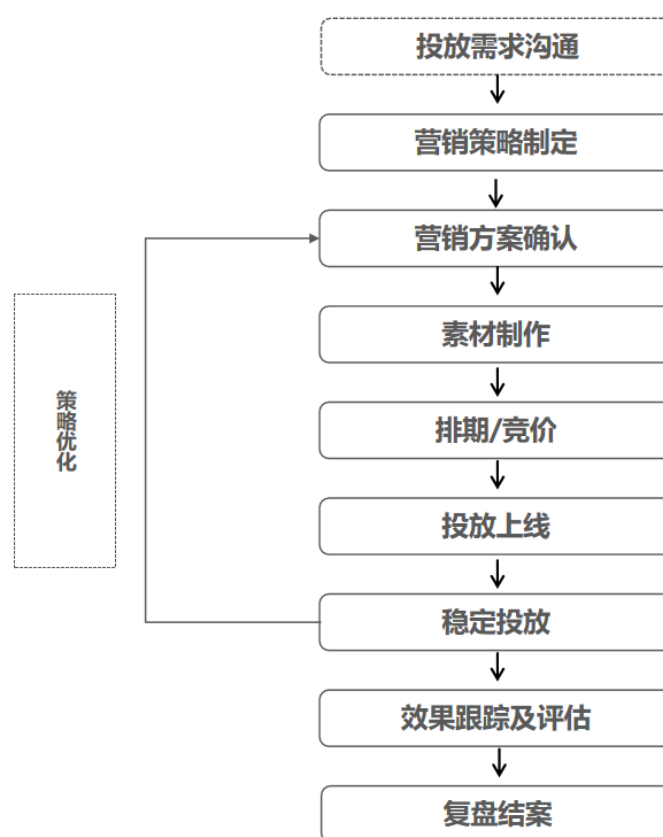 投放需求沟通
营销策略制定
营销方案确认
素材制作
排期/竞价
投放上线
稳定投放
效果跟踪及评估
复盘结案
策略优化